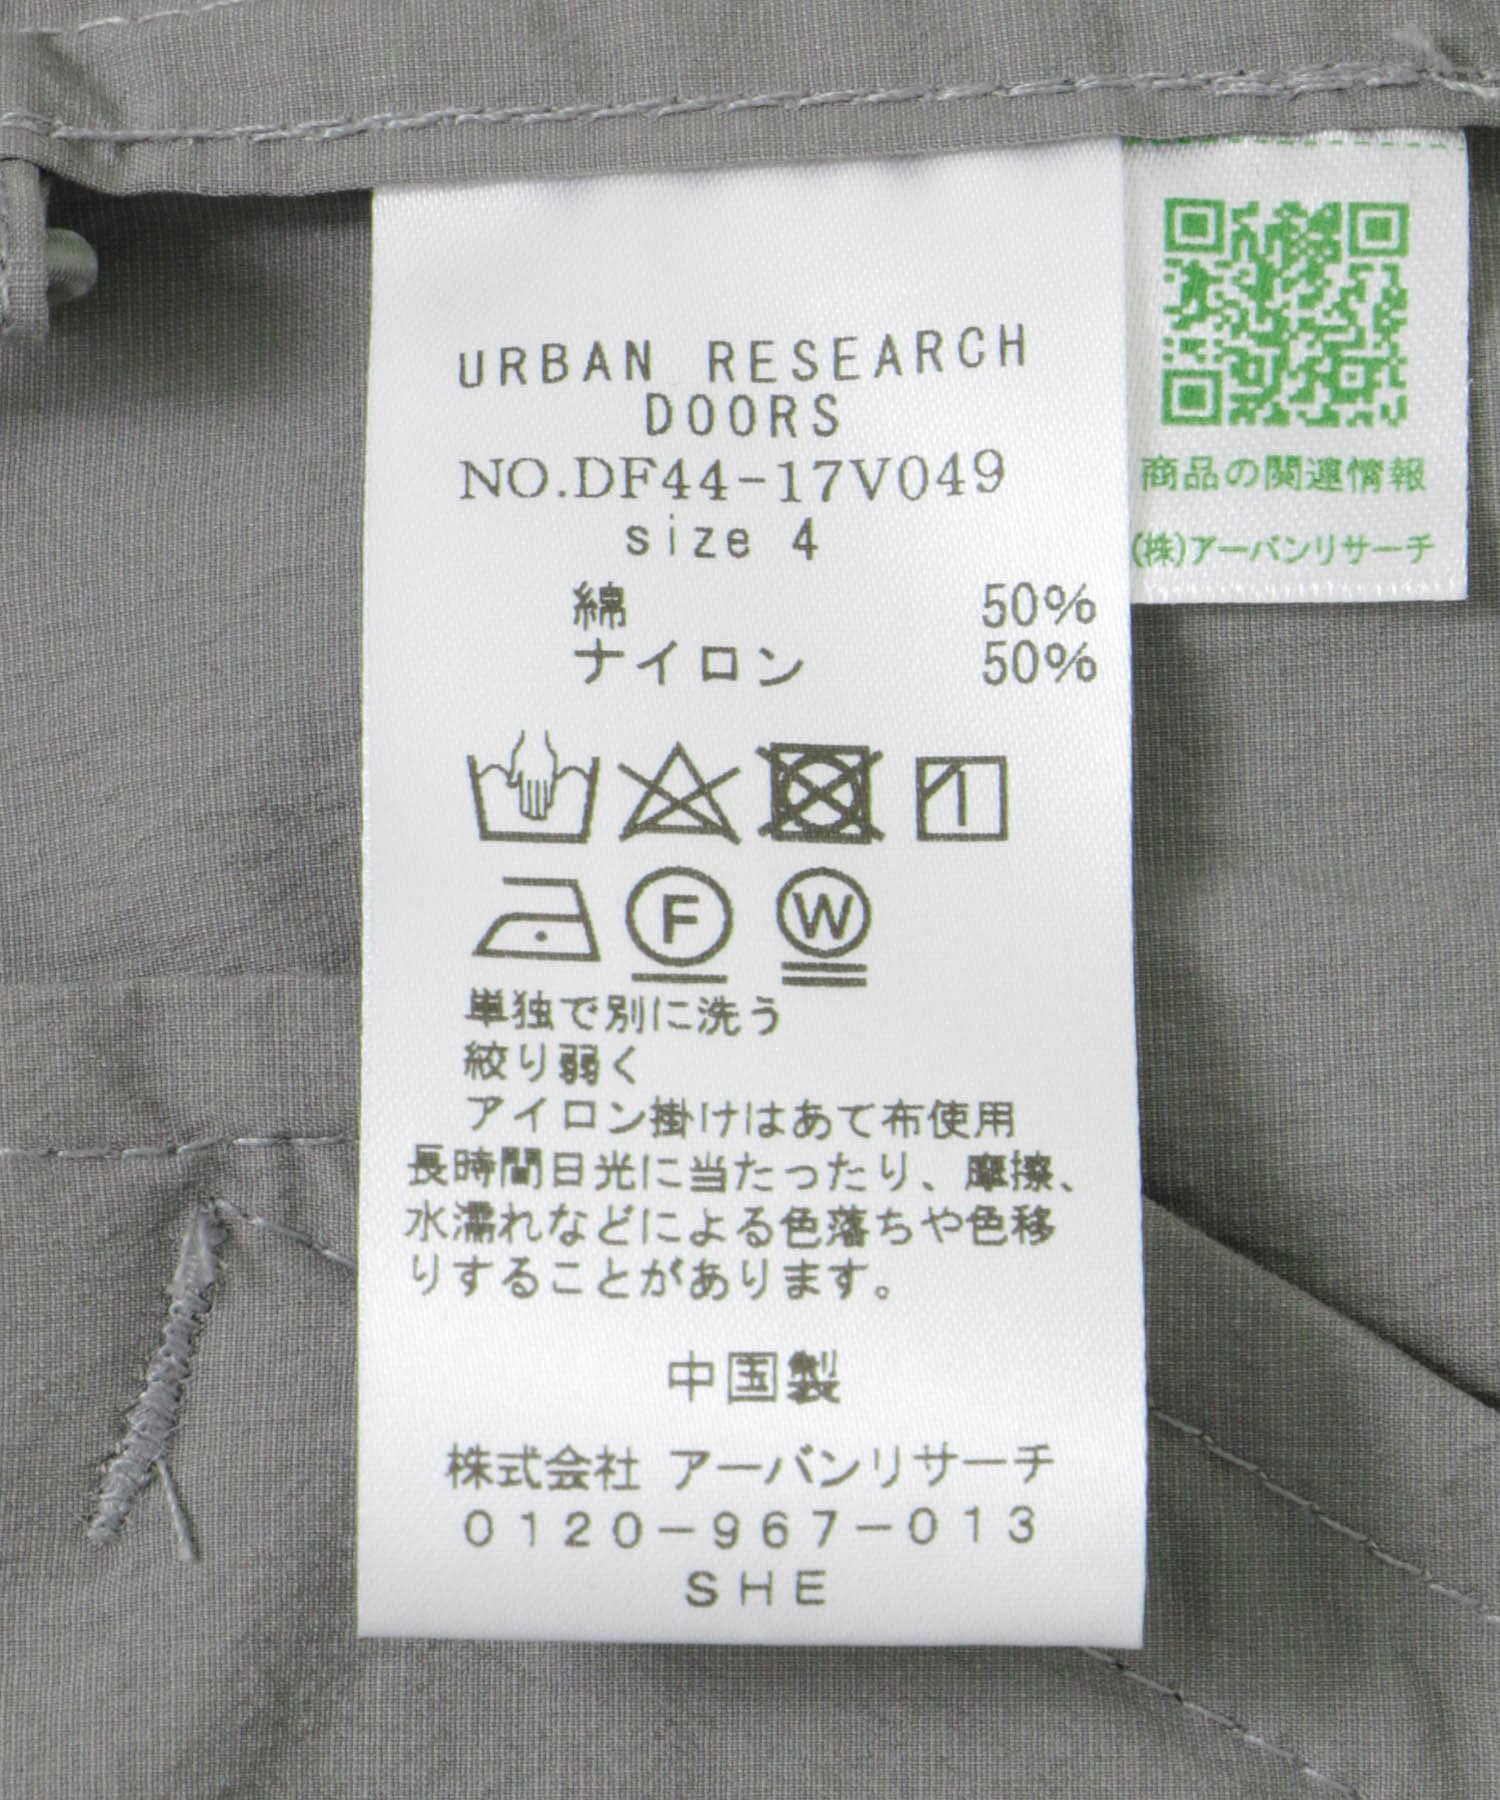 URBAN RESEARCH
DOORS
NO.DF44-17V049
size 4
綿 50%
ナイロン 50%
F
W
単独で別に洗う
絞り弱く
アイロン掛けはあて布使用
長時間日光に当たったり、摩擦、
水濡れなどによる色落ちや色移
りすることがあります。
中国製
株式会社 アーバンリサーチ
0120-967-013
SHE
商品の関連情報
(株)アーバンリサーチ